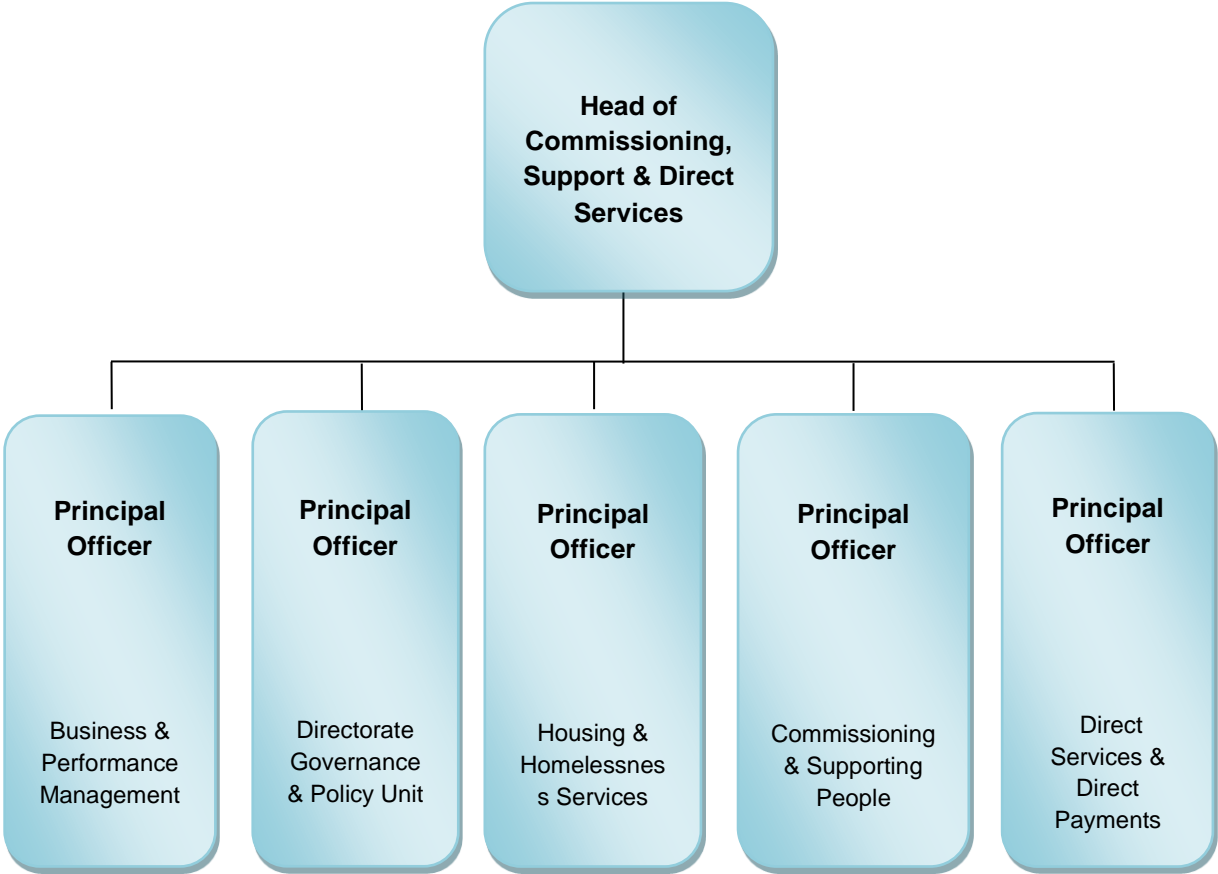 Head of
Commissioning,
Support & Direct
Services
Principal
Officer
Business &
Performance
Management
Principal
Officer
Directorate
Governance
& Policy Unit
Principal
Officer
Housing &
Homelessnes
s Services
Principal
Officer
Commissioning
& Supporting
People
Principal
Officer
Direct
Services &
Direct
Payments